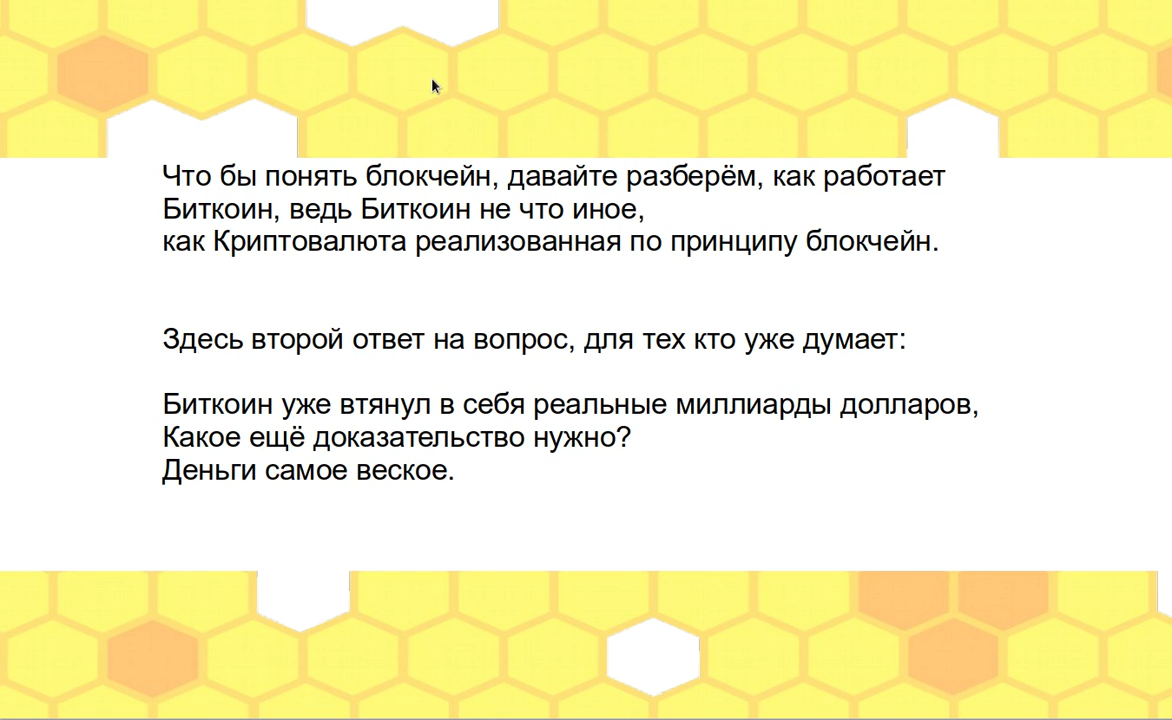 Что бы понять блокчейн, давайте разберём, как работает
Биткоин, ведь Биткоин не что иное,
как Криптовалюта реализованная по принципу блокчейн.
Здесь второй ответ на вопрос, для тех кто уже думает:
Биткоин уже втянул в себя реальные миллиарды долларов,
Какое ещё доказательство нужно?
Деньги самое веское.